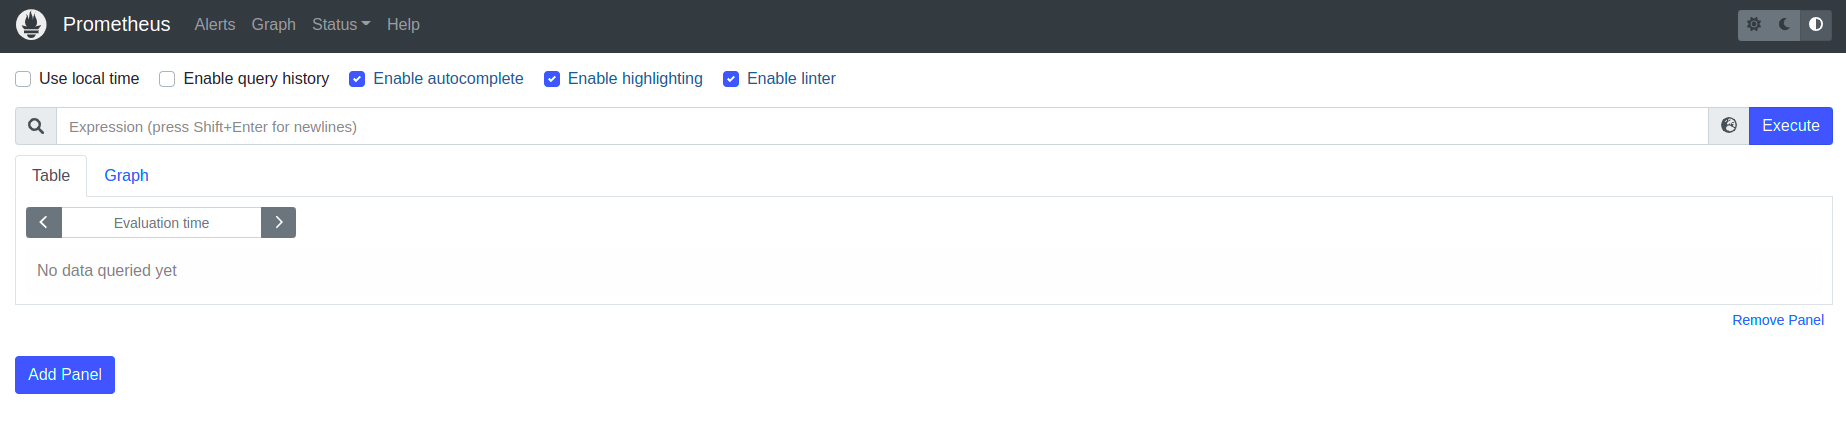 Prometheus Alerts Graph Status Help
Use local time Enable query history Enable autocomplete Enable highlighting Enable linter
Expression (press Shift+Enter for newlines) Execute
Table Graph
Evaluation time
No data queried yet
Remove Panel
Add Panel